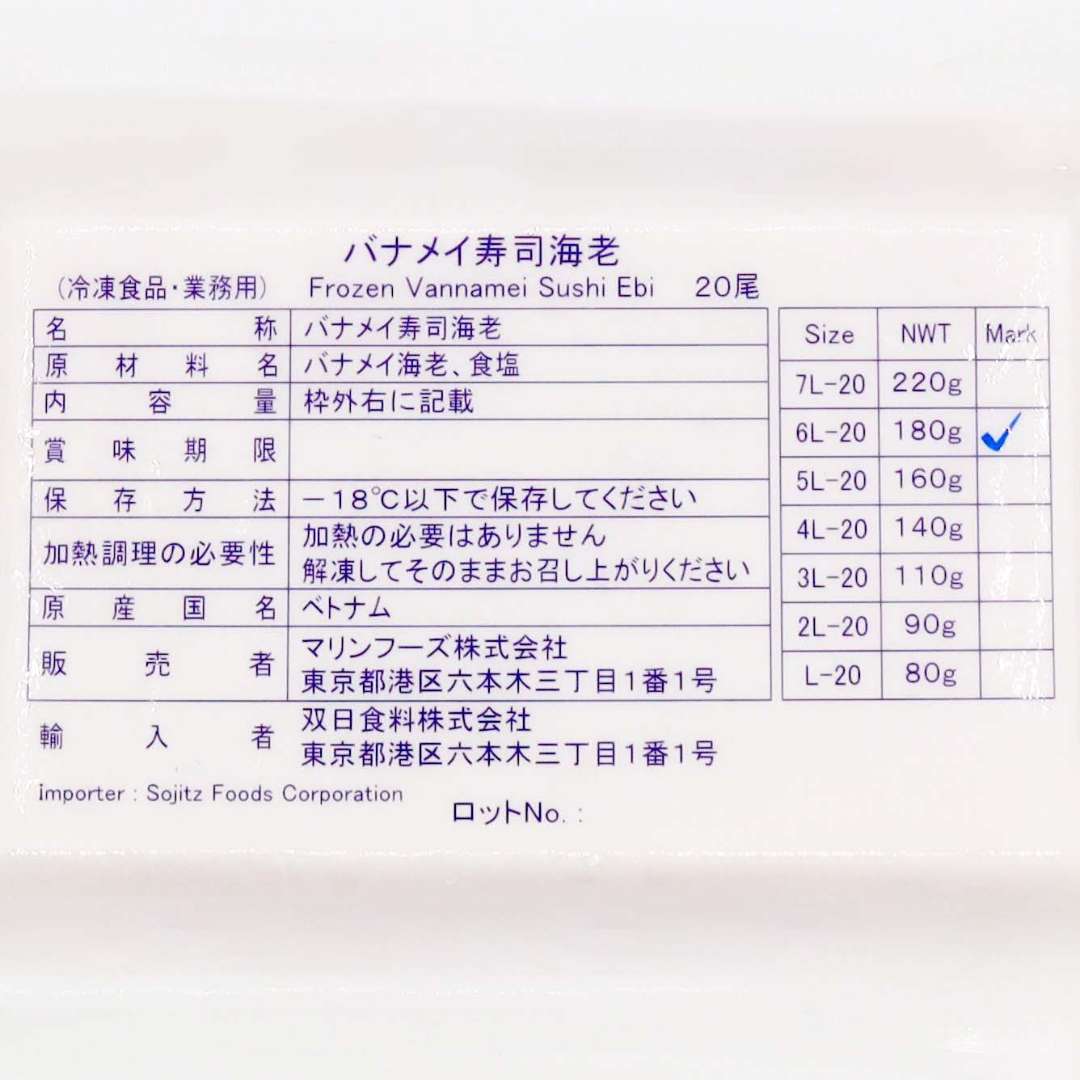 バナメイ寿司海老
(冷凍食品・業務用) Frozen Vannamei Sushi Ebi 20尾
名称 バナメイ寿司海老
原材料名 バナメイ海老、食塩
内容量 枠外右に記載
賞味期限
保存方法 －18℃以下で保存してください
加熱調理の必要性 加熱の必要はありません
解凍してそのままお召し上がりください
原産国名 ベトナム
販売者 マリンフーズ株式会社
東京都港区六本木三丁目1番1号
輸入者 双日食料株式会社
東京都港区六本木三丁目1番1号
Importer : Sojitz Foods Corporation
ロットNo. :
Size NWT Mark
7L-20 220g
6L-20 180g ✓
5L-20 160g
4L-20 140g
3L-20 110g
2L-20 90g
L-20 80g